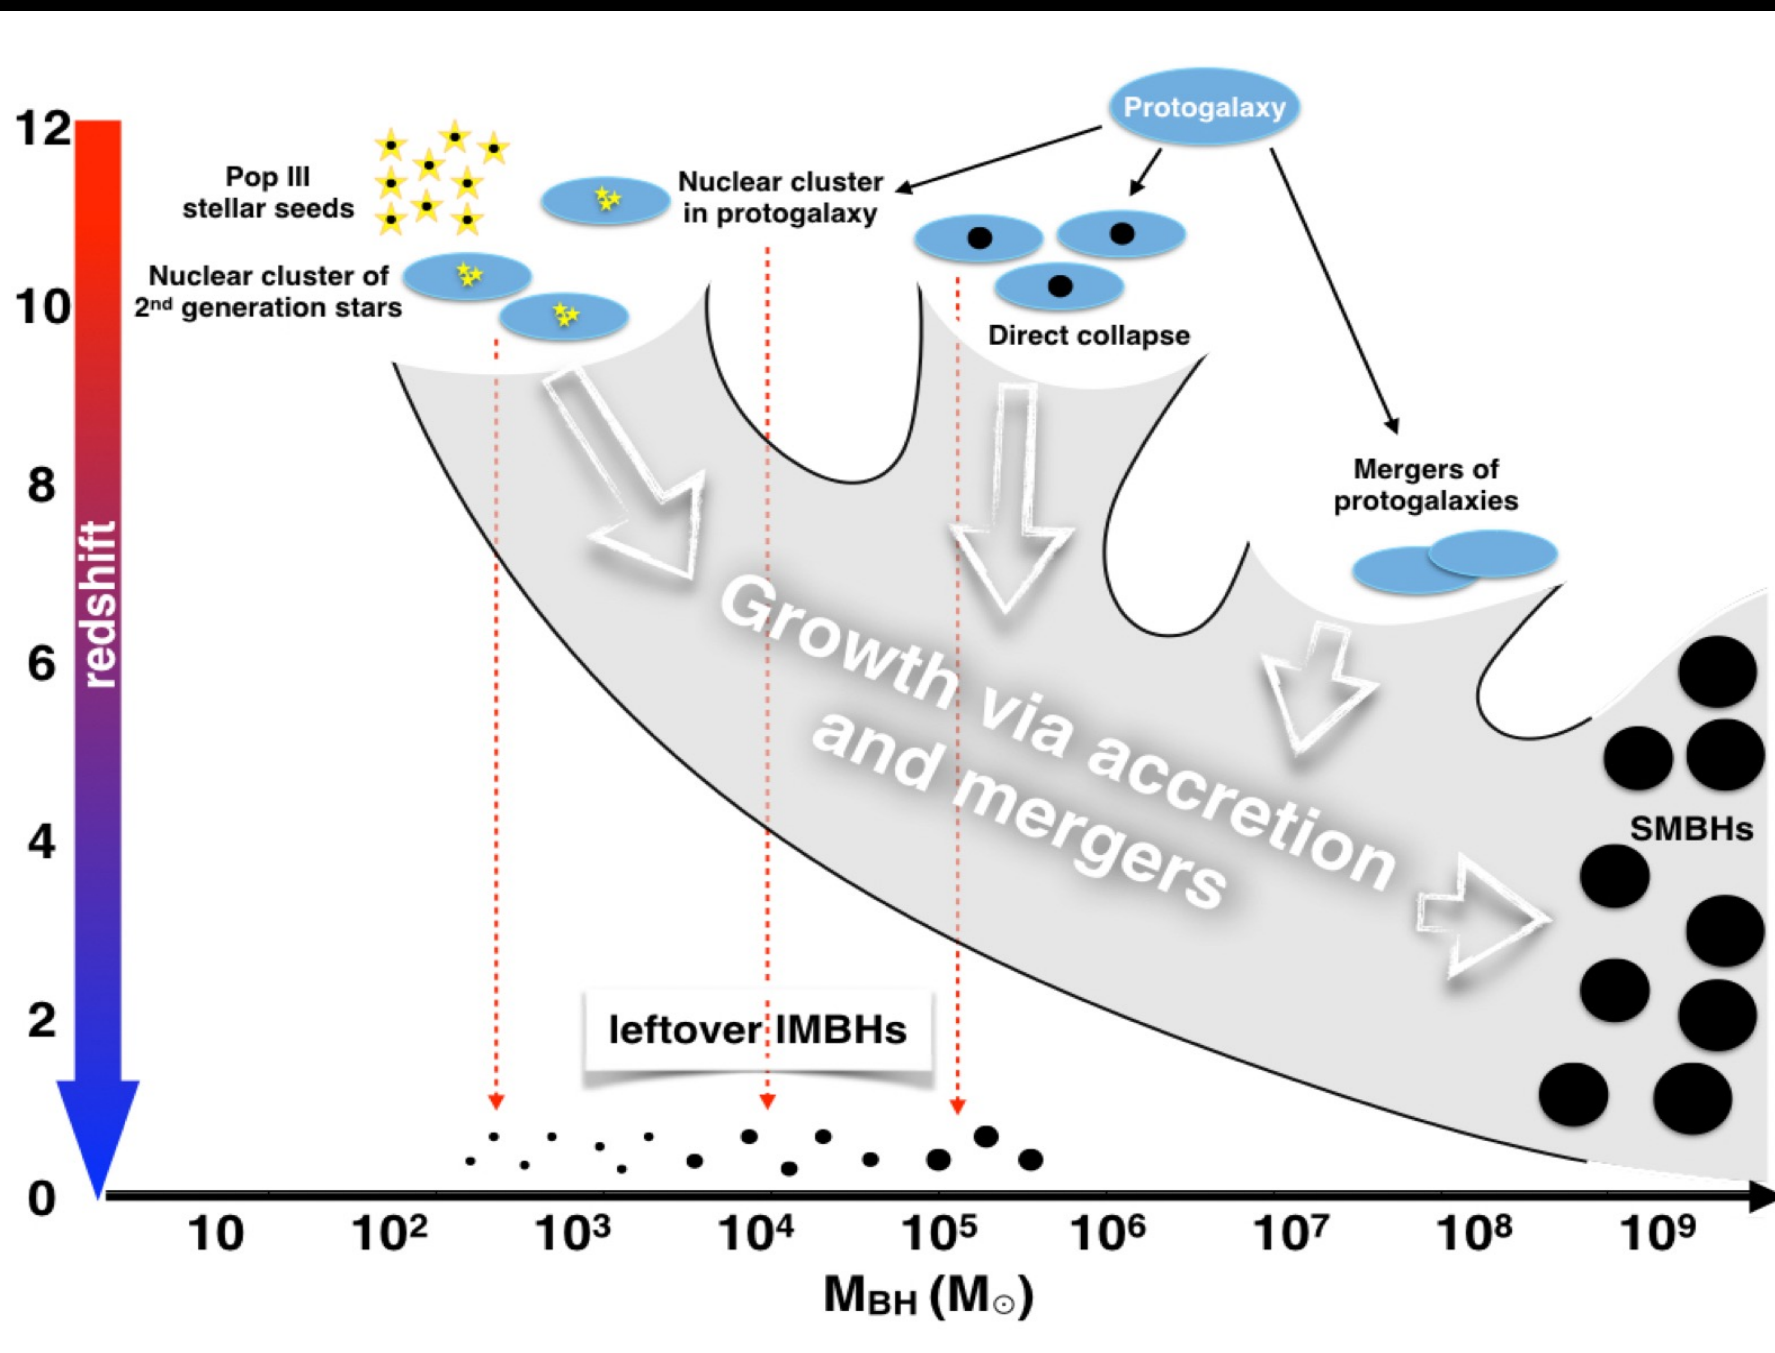 Protogalaxy
12
Pop III
stellar seeds
Nuclear cluster
in protogalaxy
Nuclear cluster of
2nd generation stars
10
Direct collapse
8
Mergers of
protogalaxies
redshift
Growth via accretion
and mergers
6
4
SMBHs
2
leftover IMBHs
0
10 10² 10³ 10⁴ 10⁵ 10⁶ 10⁷ 10⁸ 10⁹
MBH (M⊙)